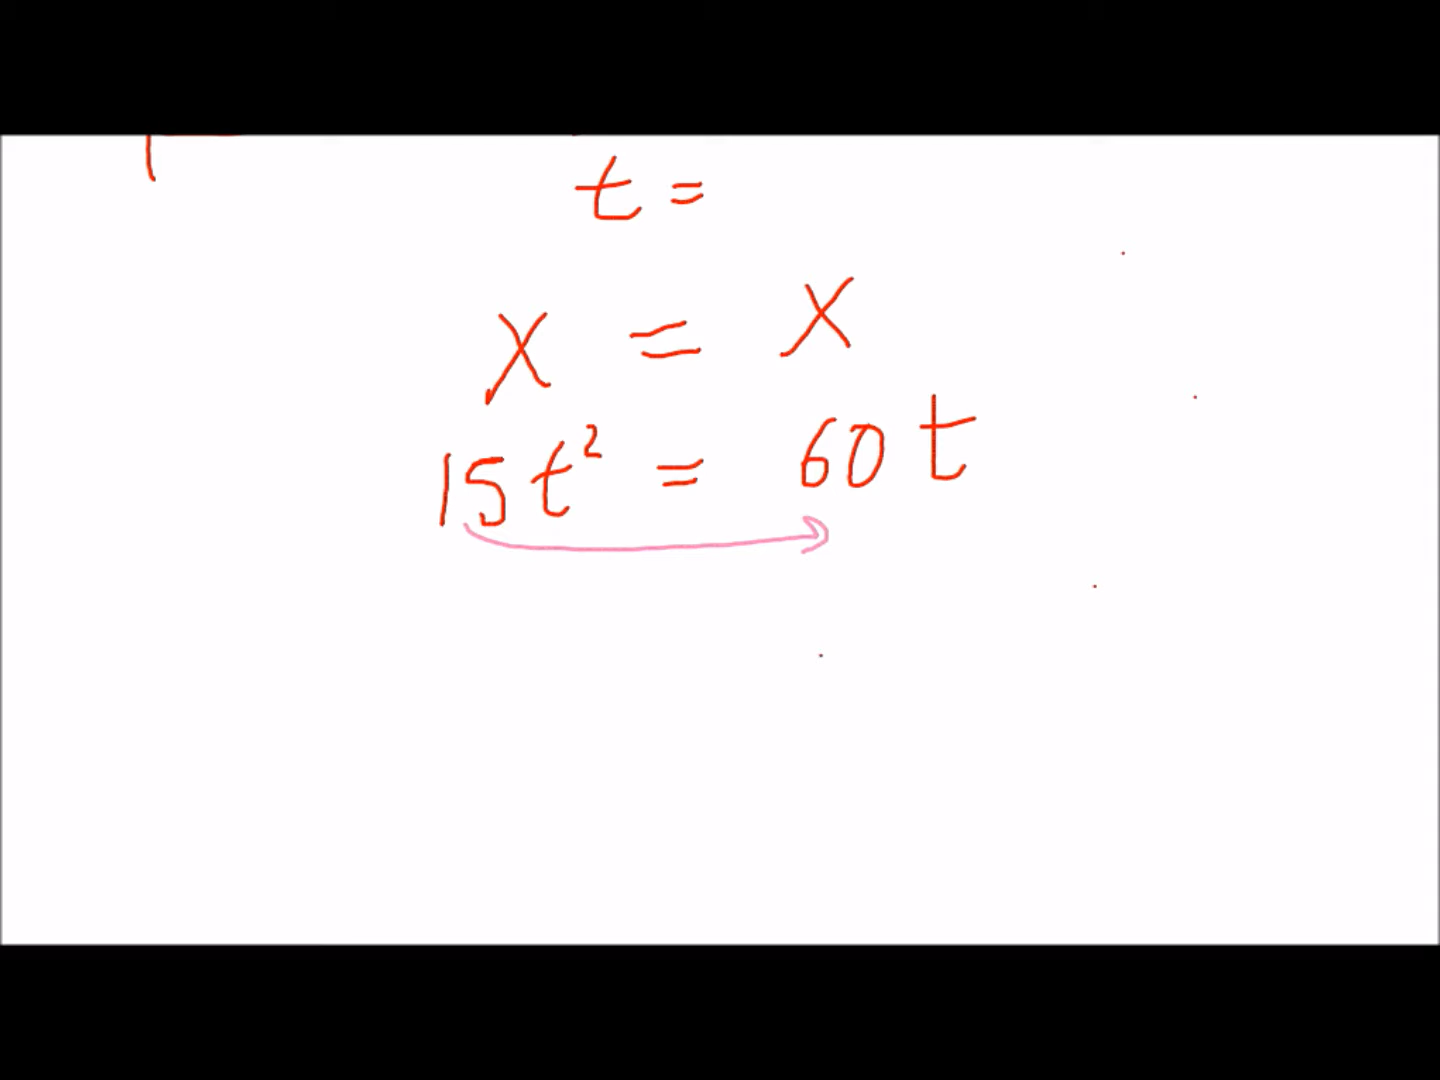 t =
x = x
15t² = 60t